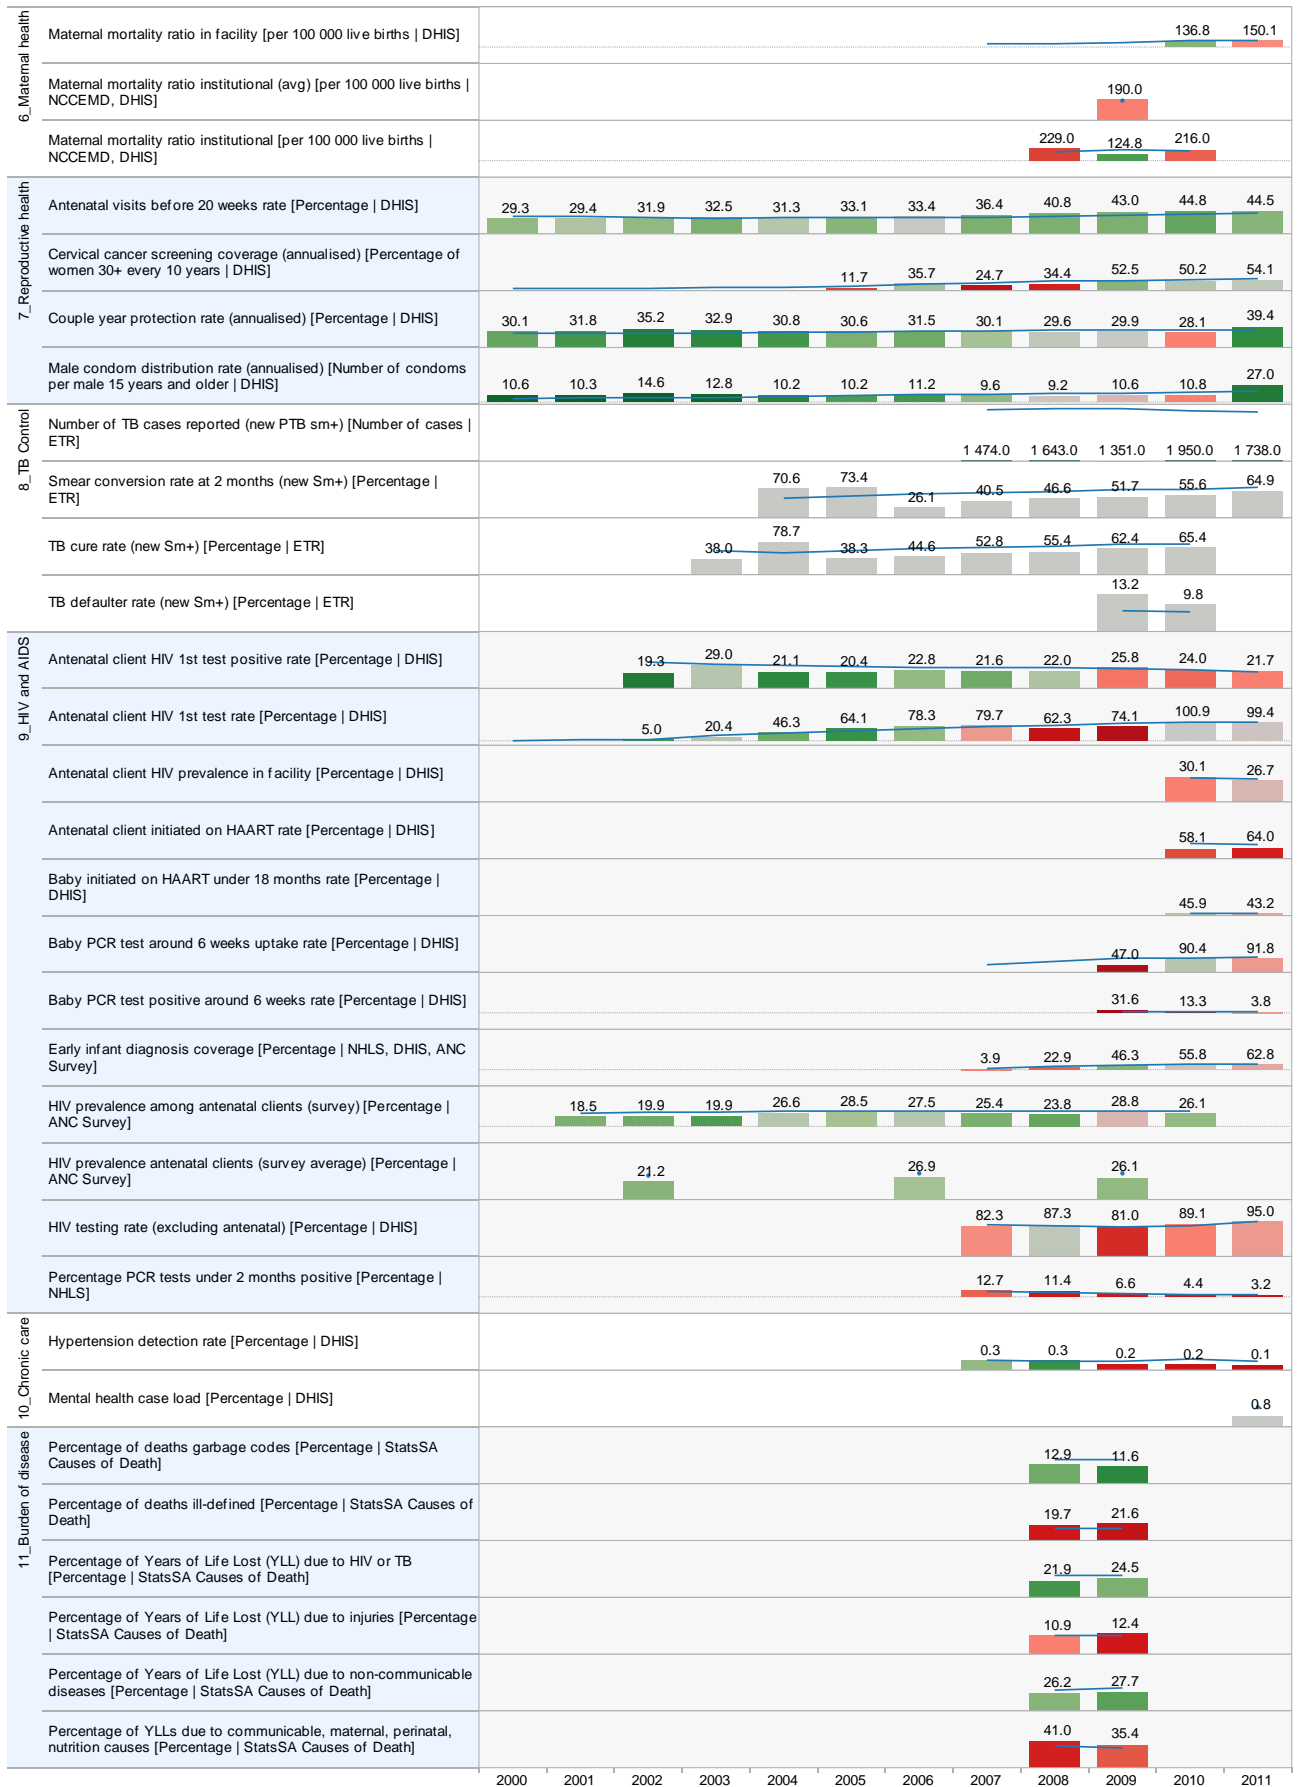 6_Maternal health
Maternal mortality ratio in facility [per 100 000 live births | DHIS]
136.8 150.1
Maternal mortality ratio institutional (avg) [per 100 000 live births |
NCCEMD, DHIS]
190.0
Maternal mortality ratio institutional [per 100 000 live births |
NCCEMD, DHIS]
229.0 124.8 216.0
7_Reproductive health
Antenatal visits before 20 weeks rate [Percentage | DHIS]
29.3 29.4 31.9 32.5 31.3 33.1 33.4 36.4 40.8 43.0 44.8 44.5
Cervical cancer screening coverage (annualised) [Percentage of
women 30+ every 10 years | DHIS]
11.7 35.7 24.7 34.4 52.5 50.2 54.1
Couple year protection rate (annualised) [Percentage | DHIS]
30.1 31.8 35.2 32.9 30.8 30.6 31.5 30.1 29.6 29.9 28.1 39.4
Male condom distribution rate (annualised) [Number of condoms
per male 15 years and older | DHIS]
10.6 10.3 14.6 12.8 10.2 10.2 11.2 9.6 9.2 10.6 10.8 27.0
8_TB Control
Number of TB cases reported (new PTB sm+) [Number of cases |
ETR]
1 474.0 1 643.0 1 351.0 1 950.0 1 738.0
Smear conversion rate at 2 months (new Sm+) [Percentage |
ETR]
70.6 73.4 26.1 40.5 46.6 51.7 55.6 64.9
TB cure rate (new Sm+) [Percentage | ETR]
38.0 78.7 38.3 44.6 52.8 55.4 62.4 65.4
TB defaulter rate (new Sm+) [Percentage | ETR]
13.2 9.8
9_HIV and AIDS
Antenatal client HIV 1st test positive rate [Percentage | DHIS]
19.3 29.0 21.1 20.4 22.8 21.6 22.0 25.8 24.0 21.7
Antenatal client HIV 1st test rate [Percentage | DHIS]
5.0 20.4 46.3 64.1 78.3 79.7 62.3 74.1 100.9 99.4
Antenatal client HIV prevalence in facility [Percentage | DHIS]
30.1 26.7
Antenatal client initiated on HAART rate [Percentage | DHIS]
58.1 64.0
Baby initiated on HAART under 18 months rate [Percentage |
DHIS]
45.9 43.2
Baby PCR test around 6 weeks uptake rate [Percentage | DHIS]
47.0 90.4 91.8
Baby PCR test positive around 6 weeks rate [Percentage | DHIS]
31.6 13.3 3.8
Early infant diagnosis coverage [Percentage | NHLS, DHIS, ANC
Survey]
3.9 22.9 46.3 55.8 62.8
HIV prevalence among antenatal clients (survey) [Percentage |
ANC Survey]
18.5 19.9 19.9 26.6 28.5 27.5 25.4 23.8 28.8 26.1
HIV prevalence antenatal clients (survey average) [Percentage |
ANC Survey]
21.2 26.9 26.1
HIV testing rate (excluding antenatal) [Percentage | DHIS]
82.3 87.3 81.0 89.1 95.0
Percentage PCR tests under 2 months positive [Percentage |
NHLS]
12.7 11.4 6.6 4.4 3.2
10_Chronic care
Hypertension detection rate [Percentage | DHIS]
0.3 0.3 0.2 0.2 0.1
Mental health case load [Percentage | DHIS]
0.8
11_Burden of disease
Percentage of deaths garbage codes [Percentage | StatsSA
Causes of Death]
12.9 11.6
Percentage of deaths ill-defined [Percentage | StatsSA Causes of
Death]
19.7 21.6
Percentage of Years of Life Lost (YLL) due to HIV or TB
[Percentage | StatsSA Causes of Death]
21.9 24.5
Percentage of Years of Life Lost (YLL) due to injuries [Percentage
| StatsSA Causes of Death]
10.9 12.4
Percentage of Years of Life Lost (YLL) due to non-communicable
diseases [Percentage | StatsSA Causes of Death]
26.2 27.7
Percentage of YLLs due to communicable, maternal, perinatal,
nutrition causes [Percentage | StatsSA Causes of Death]
41.0 35.4
2000 2001 2002 2003 2004 2005 2006 2007 2008 2009 2010 2011